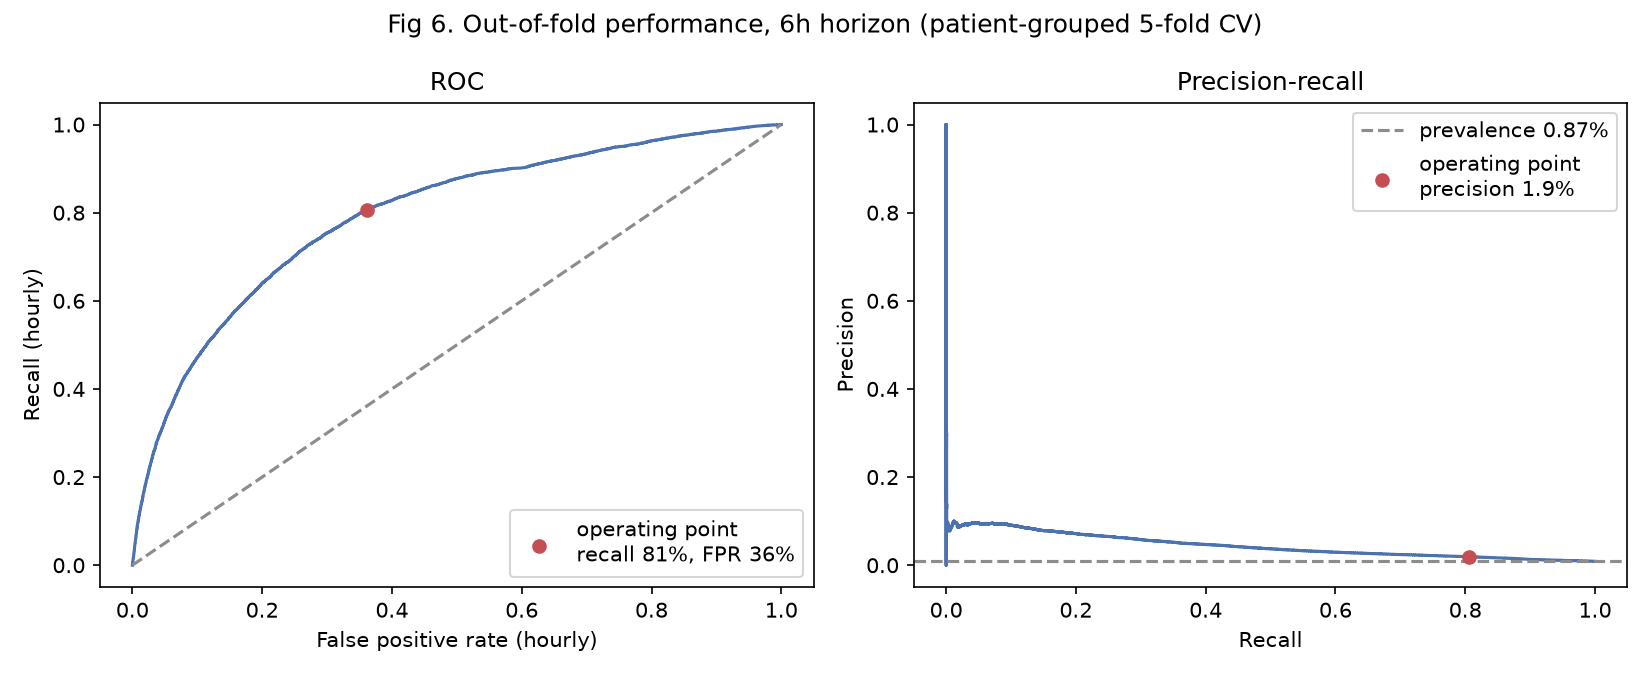 Fig 6. Out-of-fold performance, 6h horizon (patient-grouped 5-fold CV)
ROC
Recall (hourly)
1.0
0.8
0.6
0.4
0.2
0.0
operating point
recall 81%, FPR 36%
0.0 0.2 0.4 0.6 0.8 1.0
False positive rate (hourly)
Precision-recall
Precision
1.0
0.8
0.6
0.4
0.2
0.0
prevalence 0.87%
operating point
precision 1.9%
0.0 0.2 0.4 0.6 0.8 1.0
Recall